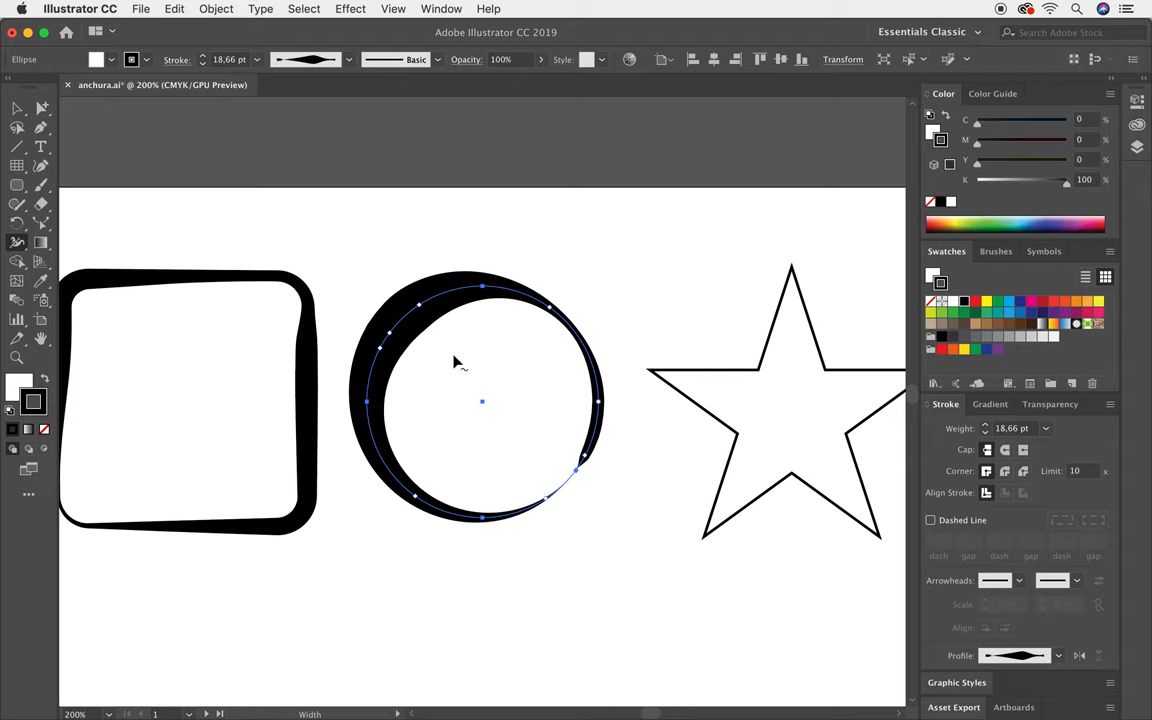 Illustrator CC File Edit Object Type Select Effect View Window Help
Adobe Illustrator CC 2019
Essentials Classic
Search Adobe Stock
Ellipse
Stroke: 18,66 pt
Basic
Opacity: 100%
Style:
Transform
anchura.ai* @ 200% (CMYK/GPU Preview)
Color Color Guide
C 0 %
M 0 %
Y 0 %
K 100 %
Swatches Brushes Symbols
Stroke Gradient Transparency
Weight: 18,66 pt
Cap:
Corner: Limit: 10 x
Align Stroke:
Dashed Line
dash gap dash gap dash gap
Arrowheads:
Scale:
Align:
Profile:
Graphic Styles
Asset Export Artboards
200% 1 Width